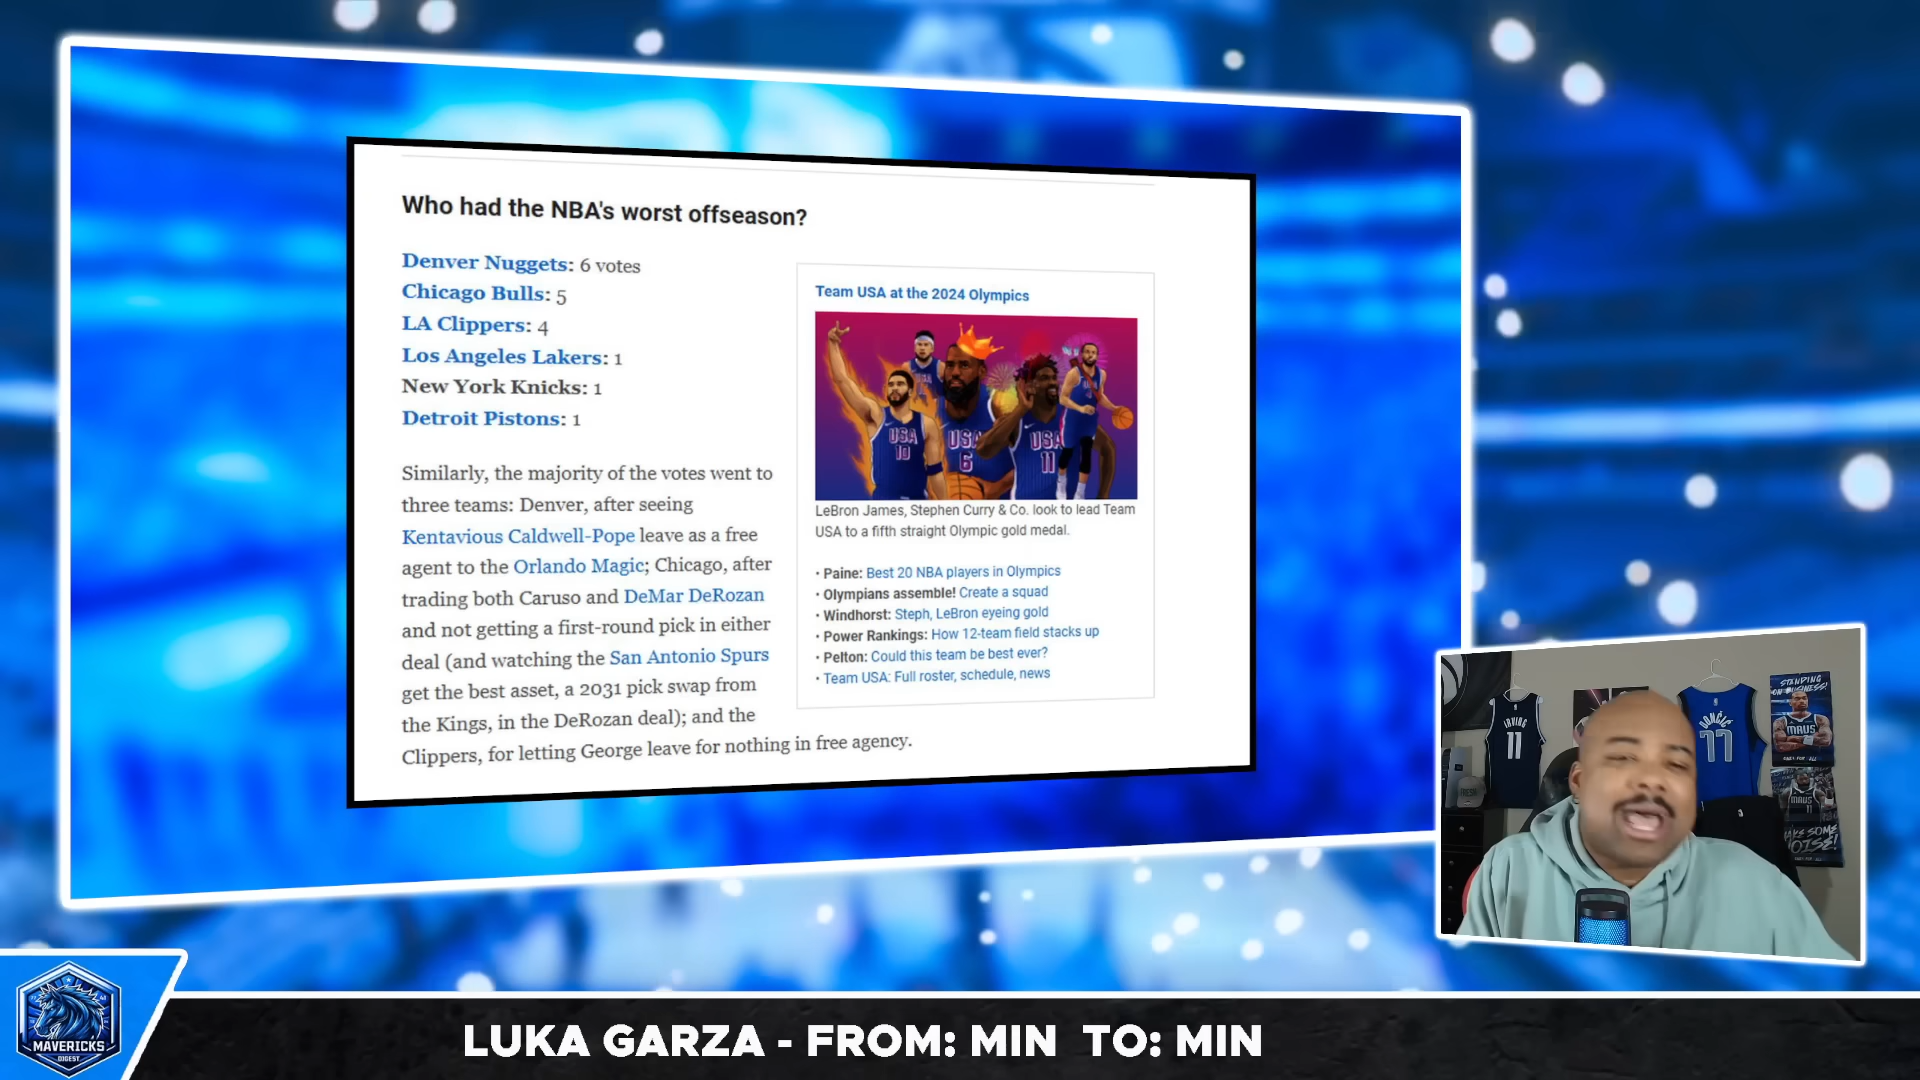 Who had the NBA's worst offseason?
Denver Nuggets: 6 votes
Chicago Bulls: 5
LA Clippers: 4
Los Angeles Lakers: 1
New York Knicks: 1
Detroit Pistons: 1
Similarly, the majority of the votes went to
three teams: Denver, after seeing
Kentavious Caldwell-Pope leave as a free
agent to the Orlando Magic; Chicago, after
trading both Caruso and DeMar DeRozan
and not getting a first-round pick in either
deal (and watching the San Antonio Spurs
get the best asset, a 2031 pick swap from
the Kings, in the DeRozan deal); and the
Clippers, for letting George leave for nothing in free agency.
Team USA at the 2024 Olympics
USA
10
USA
6
USA
11
LeBron James, Stephen Curry & Co. look to lead Team
USA to a fifth straight Olympic gold medal.
• Paine: Best 20 NBA players in Olympics
• Olympians assemble! Create a squad
• Windhorst: Steph, LeBron eyeing gold
• Power Rankings: How 12-team field stacks up
• Pelton: Could this team be best ever?
• Team USA: Full roster, schedule, news
IRVING
11
DONČIĆ
77
STANDING
ON BUSINESS!
MAVS
MAVS
11
MAKE SOME
NOISE!
MAVERICKS
DIGEST
LUKA GARZA - FROM: MIN TO: MIN